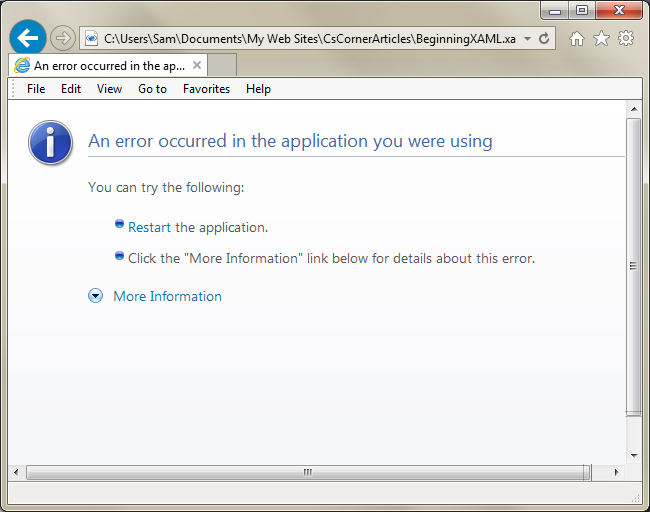 C:\Users\Sam\Documents\My Web Sites\CsCornerArticles\BeginningXAML.xa
An error occurred in the ap...
File Edit View Go to Favorites Help
An error occurred in the application you were using
You can try the following:
Restart the application.
Click the "More Information" link below for details about this error.
More Information